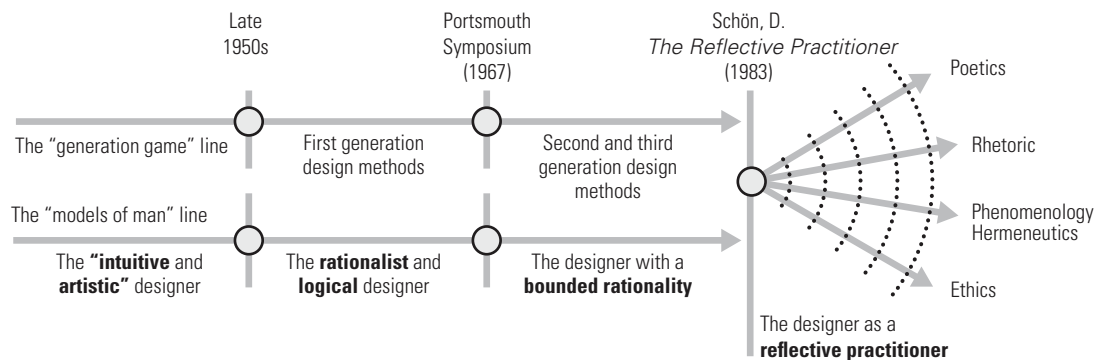 Late
1950s
Portsmouth
Symposium
(1967)
Schön, D.
The Reflective Practitioner
(1983)
Poetics
Rhetoric
Phenomenology
Hermeneutics
Ethics
The “generation game” line
First generation
design methods
Second and third
generation design
methods
The “models of man” line
The “intuitive and
artistic” designer
The rationalist and
logical designer
The designer with a
bounded rationality
The designer as a
reflective practitioner